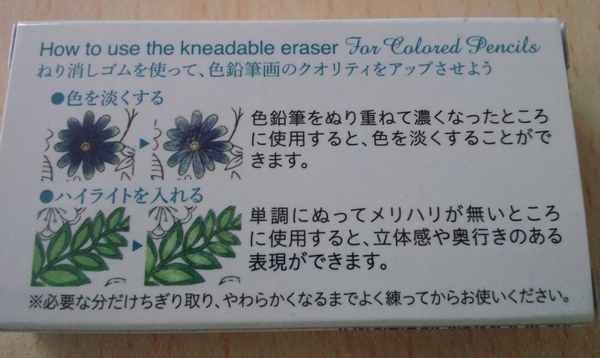 How to use the kneadable eraser For Colored Pencils
ねり消しゴムを使って、色鉛筆画のクオリティをアップさせよう
●色を淡くする
色鉛筆をぬり重ねて濃くなったところ
に使用すると、色を淡くすることがで
きます。
●ハイライトを入れる
単調にぬってメリハリが無いところ
に使用すると、立体感や奥行きのある
表現ができます。
※必要な分だけちぎり取り、やわらかくなるまでよく練ってからお使いください。